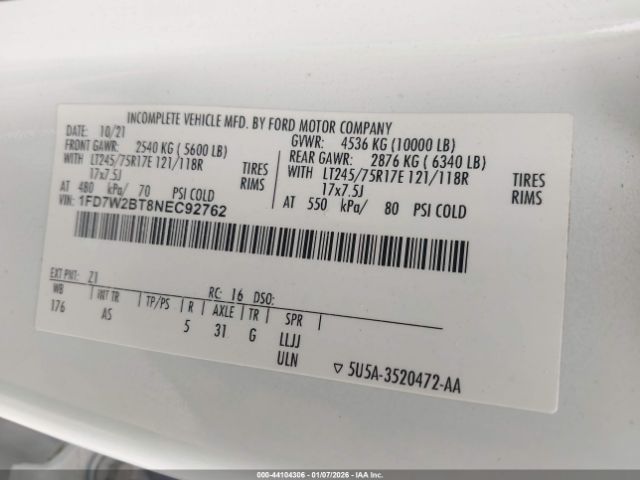 INCOMPLETE VEHICLE MFD. BY FORD MOTOR COMPANY
DATE: 10/21 GVWR: 4536 KG (10000 LB)
FRONT GAWR: 2540 KG (5600 LB) REAR GAWR: 2876 KG (6340 LB)
WITH LT245/75R17E 121/118R TIRES WITH LT245/75R17E 121/118R TIRES
17x7.5J RIMS 17x7.5J RIMS
AT 480 kPa/ 70 PSI COLD AT 550 kPa/ 80 PSI COLD
VIN: 1FD7W2BT8NEC92762
EXT PNT: Z1 RC: 16 DSO:
WB INT TR TP/PS R AXLE TR SPR
176 AS 5 31 G LLJJ
ULN
▽ 5U5A-3520472-AA
000-44104306 | 01/07/2026 | IAA Inc.